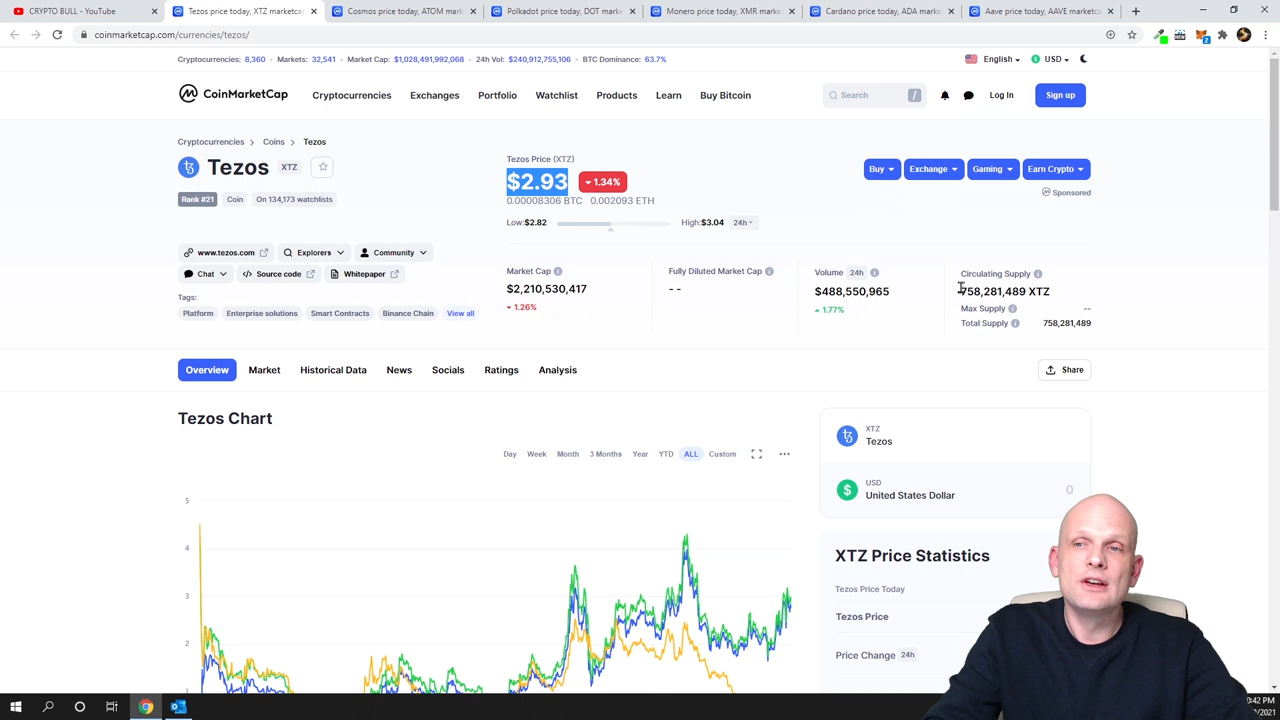 CRYPTO BULL - YouTube
Tezos price today, XTZ marketcap
Cosmos price today, ATOM mark
Polkadot price today, DOT marke
Monero price today, XMR marke
Cardano price today, ADA marke
Aave price today, AAVE marketca
coinmarketcap.com/currencies/tezos/
2
Cryptocurrencies: 8,360 Markets: 32,541 Market Cap: $1,028,491,992,068 24h Vol: $240,912,755,106 BTC Dominance: 63.7%
English
USD
CoinMarketCap
Cryptocurrencies Exchanges Portfolio Watchlist Products Learn Buy Bitcoin
Search /
Log In
Sign up
Cryptocurrencies > Coins > Tezos
Tezos XTZ
Rank #21 Coin On 134,173 watchlists
Tezos Price (XTZ)
$2.93 1.34%
0.00008306 BTC 0.002093 ETH
Low: $2.82 High: $3.04 24h
Buy Exchange Gaming Earn Crypto
Sponsored
www.tezos.com Explorers Community
Chat Source code Whitepaper
Tags:
Platform Enterprise solutions Smart Contracts Binance Chain View all
Market Cap
$2,210,530,417
1.26%
Fully Diluted Market Cap
- -
Volume 24h
$488,550,965
1.77%
Circulating Supply
758,281,489 XTZ
Max Supply --
Total Supply 758,281,489
Overview Market Historical Data News Socials Ratings Analysis
Share
Tezos Chart
Day Week Month 3 Months Year YTD ALL Custom
5
4
3
2
1
XTZ
Tezos
USD
United States Dollar
0
XTZ Price Statistics
Tezos Price Today
Tezos Price
Price Change 24h
:42 PM
/2021